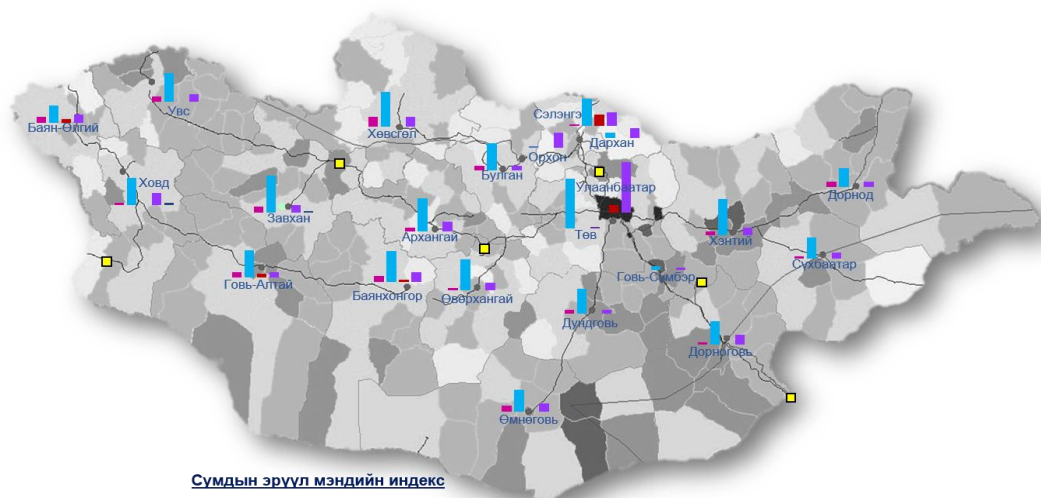 Увс
Баян-Өлгий
Хөвсгөл
Сэлэнгэ
Дархан
Орхон
Булган
Ховд
Завхан
Улаанбаатар
Дорнод
Архангай
Төв
Хэнтий
Сүхбаатар
Говь-Алтай
Баянхонгор
Өвөрхангай
Говь-Сүмбэр
Дундговь
Дорноговь
Өмнөговь
Сумдын эрүүл мэндийн индекс